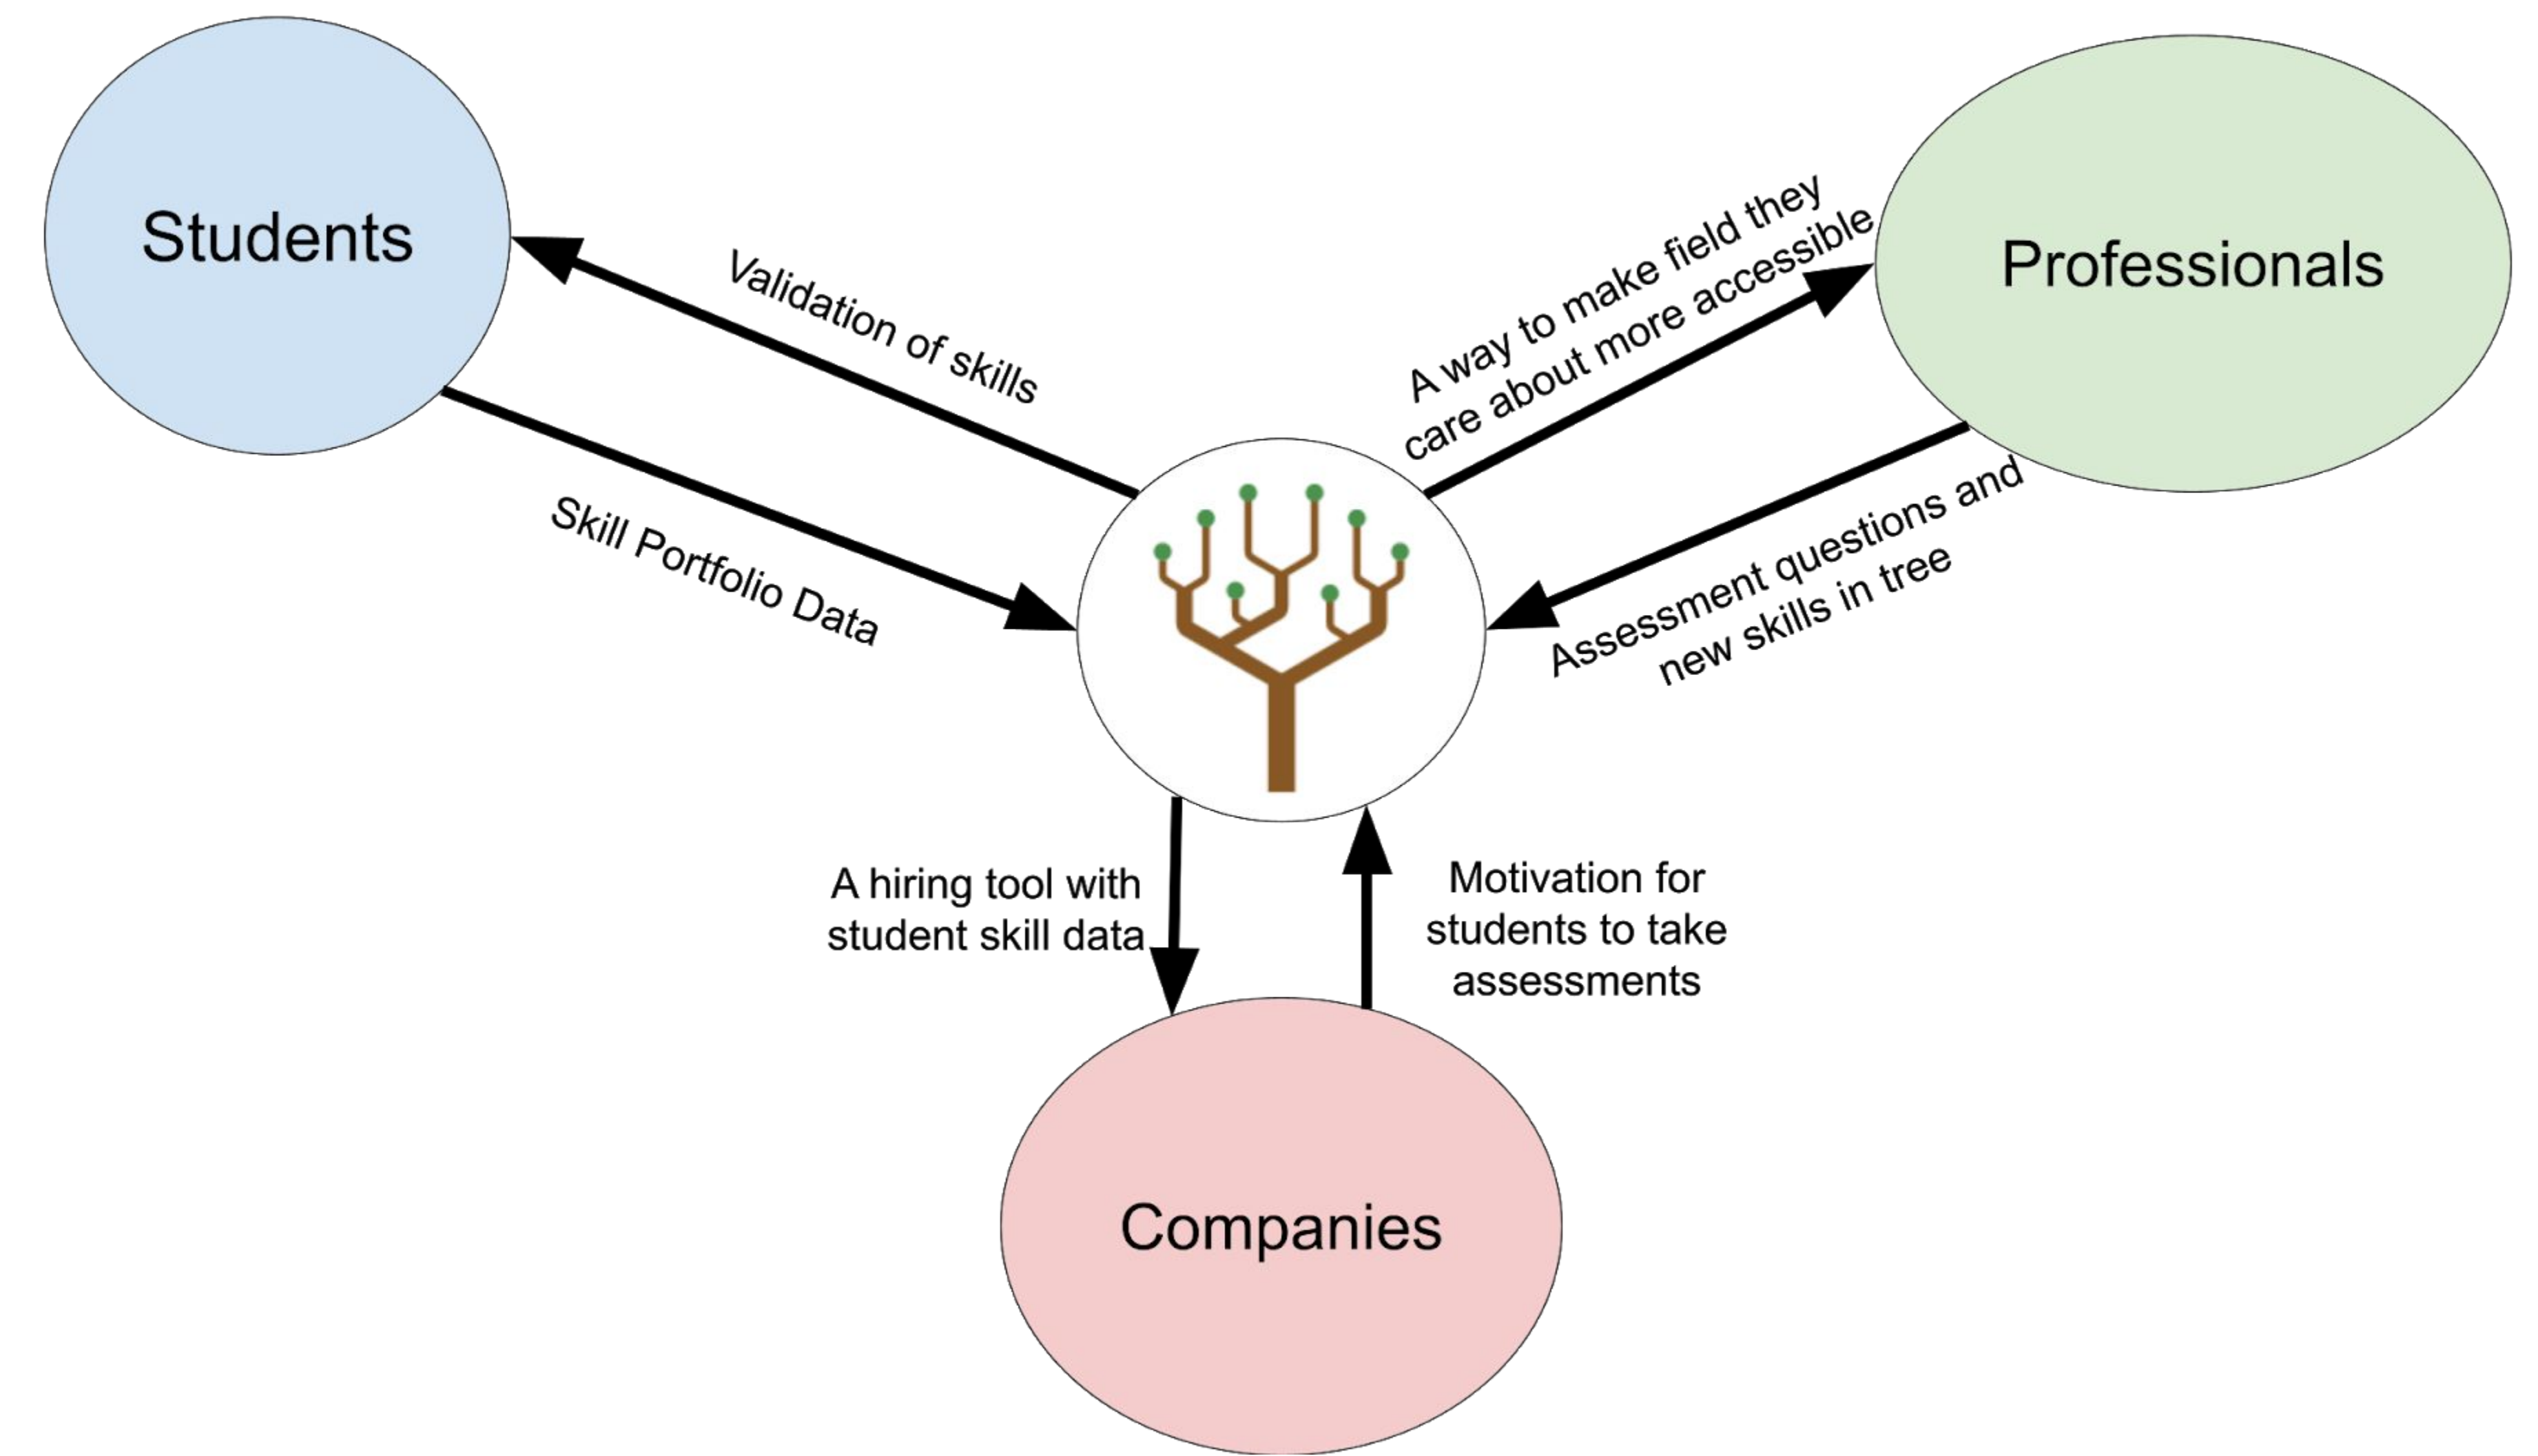 Students
Professionals
Validation of skills
A way to make field they
care about more accessible
Skill Portfolio Data
Assessment questions and
new skills in tree
A hiring tool with
student skill data
Motivation for
students to take
assessments
Companies